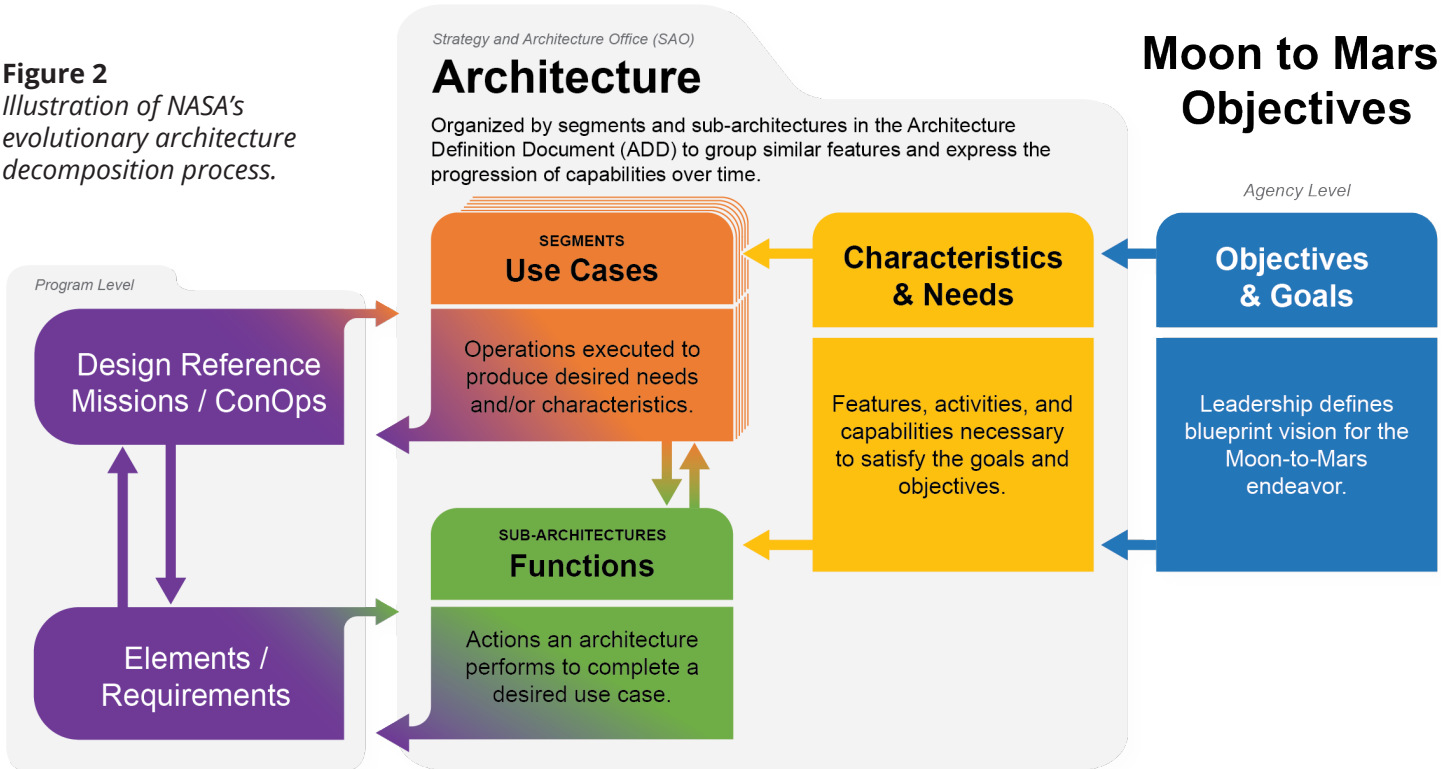 Figure 2
Illustration of NASA’s
evolutionary architecture
decomposition process.
Strategy and Architecture Office (SAO)
Architecture
Organized by segments and sub-architectures in the Architecture
Definition Document (ADD) to group similar features and express the
progression of capabilities over time.
Moon to Mars
Objectives
Agency Level
SEGMENTS
Use Cases
Operations executed to
produce desired needs
and/or characteristics.
Characteristics
& Needs
Features, activities, and
capabilities necessary
to satisfy the goals and
objectives.
Objectives
& Goals
Leadership defines
blueprint vision for the
Moon-to-Mars
endeavor.
Program Level
Design Reference
Missions / ConOps
SUB-ARCHITECTURES
Functions
Actions an architecture
performs to complete a
desired use case.
Elements /
Requirements